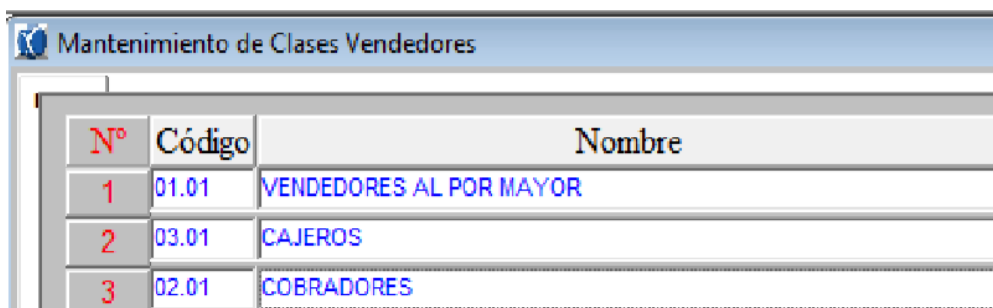 Mantenimiento de Clases Vendedores
Nº Código Nombre
1 01.01 VENDEDORES AL POR MAYOR
2 03.01 CAJEROS
3 02.01 COBRADORES